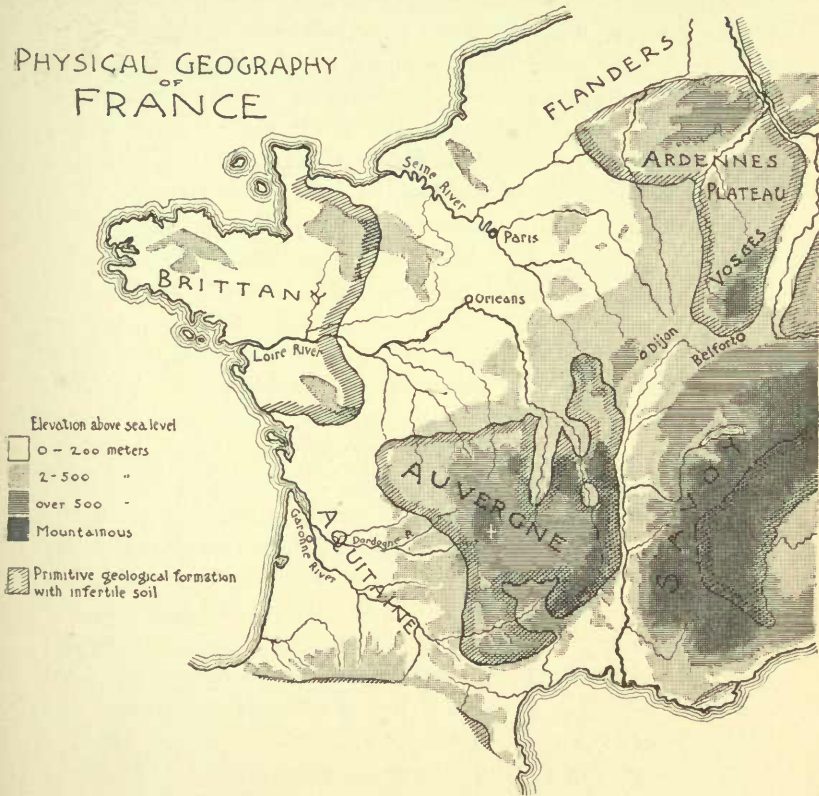 PHYSICAL GEOGRAPHY
OF
FRANCE
FLANDERS
ARDENNES
PLATEAU
VOSGES
Seine River
Paris
BRITTANY
Orleans
Loire River
Dijon
Belfort
Elevation above sea level
0 - 200 meters
2-500 "
over 500 -
Mountainous
Primitive geological formation
with infertile soil
AUVERGNE
SAVOY
AQUITAINE
Dordogne R.
Garonne River